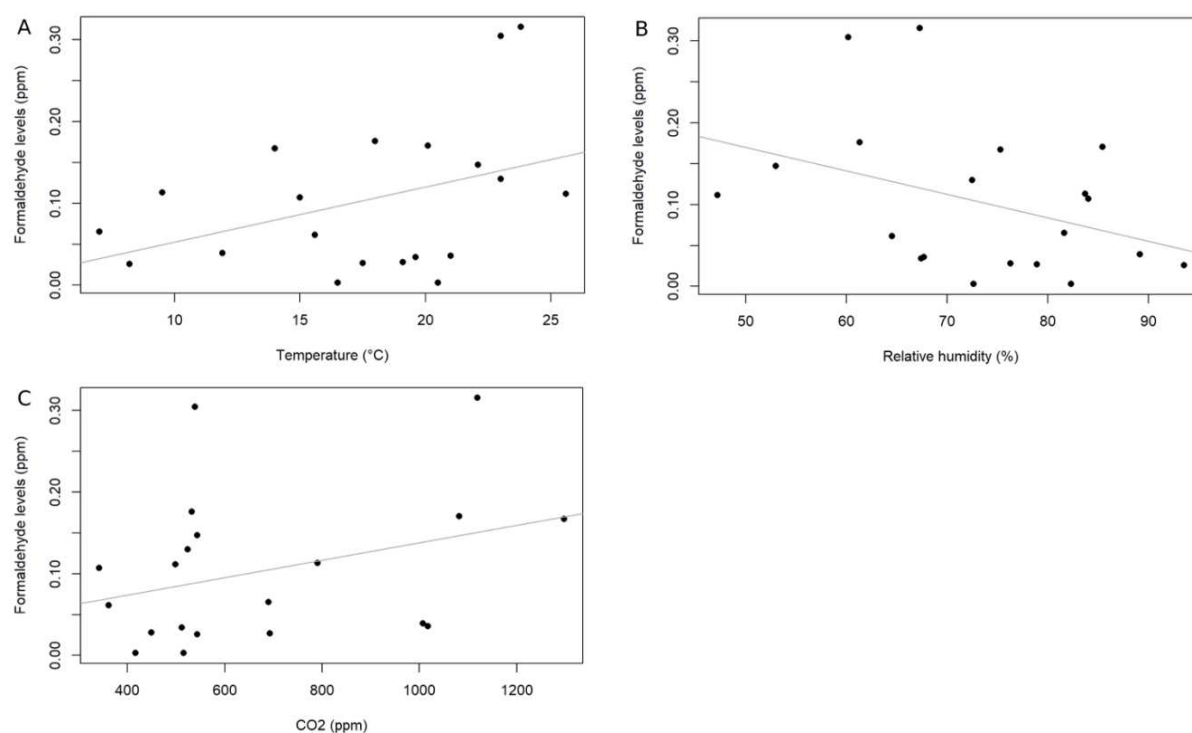 A
Formaldehyde levels (ppm)
0.30
0.20
0.10
0.00
10 15 20 25
Temperature (°C)
B
Formaldehyde levels (ppm)
0.30
0.20
0.10
0.00
50 60 70 80 90
Relative humidity (%)
C
Formaldehyde levels (ppm)
0.30
0.20
0.10
0.00
400 600 800 1000 1200
CO2 (ppm)